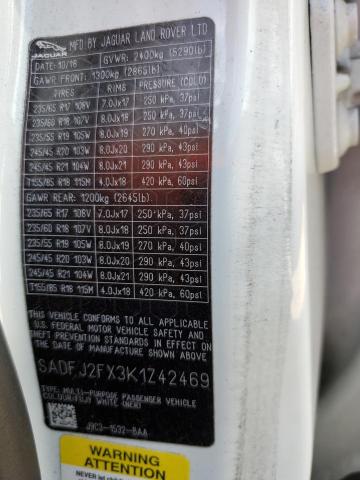 JAGUAR
MFD BY JAGUAR LAND ROVER LTD
DATE: 10/18 GVWR: 2400kg (5290lb)
GAWR FRONT: 1300kg (2865lb)
TIRES RIMS PRESSURE (COLD)
235/65 R17 108V 7.0Jx17 250 kPa, 37psi
235/60 R18 107V 8.0Jx18 250 kPa, 37psi
235/55 R19 105W 8.0Jx19 270 kPa, 40psi
245/45 R20 103W 8.0Jx20 290 kPa, 43psi
245/45 R21 104W 8.0Jx21 290 kPa, 43psi
T155/85 R18 115M 4.0Jx18 420 kPa, 60psi
GAWR REAR: 1200kg (2645lb)
235/65 R17 108V 7.0Jx17 250 kPa, 37psi
235/60 R18 107V 8.0Jx18 250 kPa, 37psi
235/55 R19 105W 8.0Jx19 270 kPa, 40psi
245/45 R20 103W 8.0Jx20 290 kPa, 43psi
245/45 R21 104W 8.0Jx21 290 kPa, 43psi
T155/85 R18 115M 4.0Jx18 420 kPa, 60psi
THIS VEHICLE CONFORMS TO ALL APPLICABLE
U.S. FEDERAL MOTOR VEHICLE SAFETY, BUMPER AND
THEFT PREVENTION STANDARDS IN EFFECT ON THE DATE
OF MANUFACTURE SHOWN ABOVE.
SADFJ2FX3K1Z42469
TYPE: MULTI-PURPOSE PASSENGER VEHICLE
COLOUR: FUJI WHITE (NER)
J9C3-1532-BAA
WARNING
ATTENTION